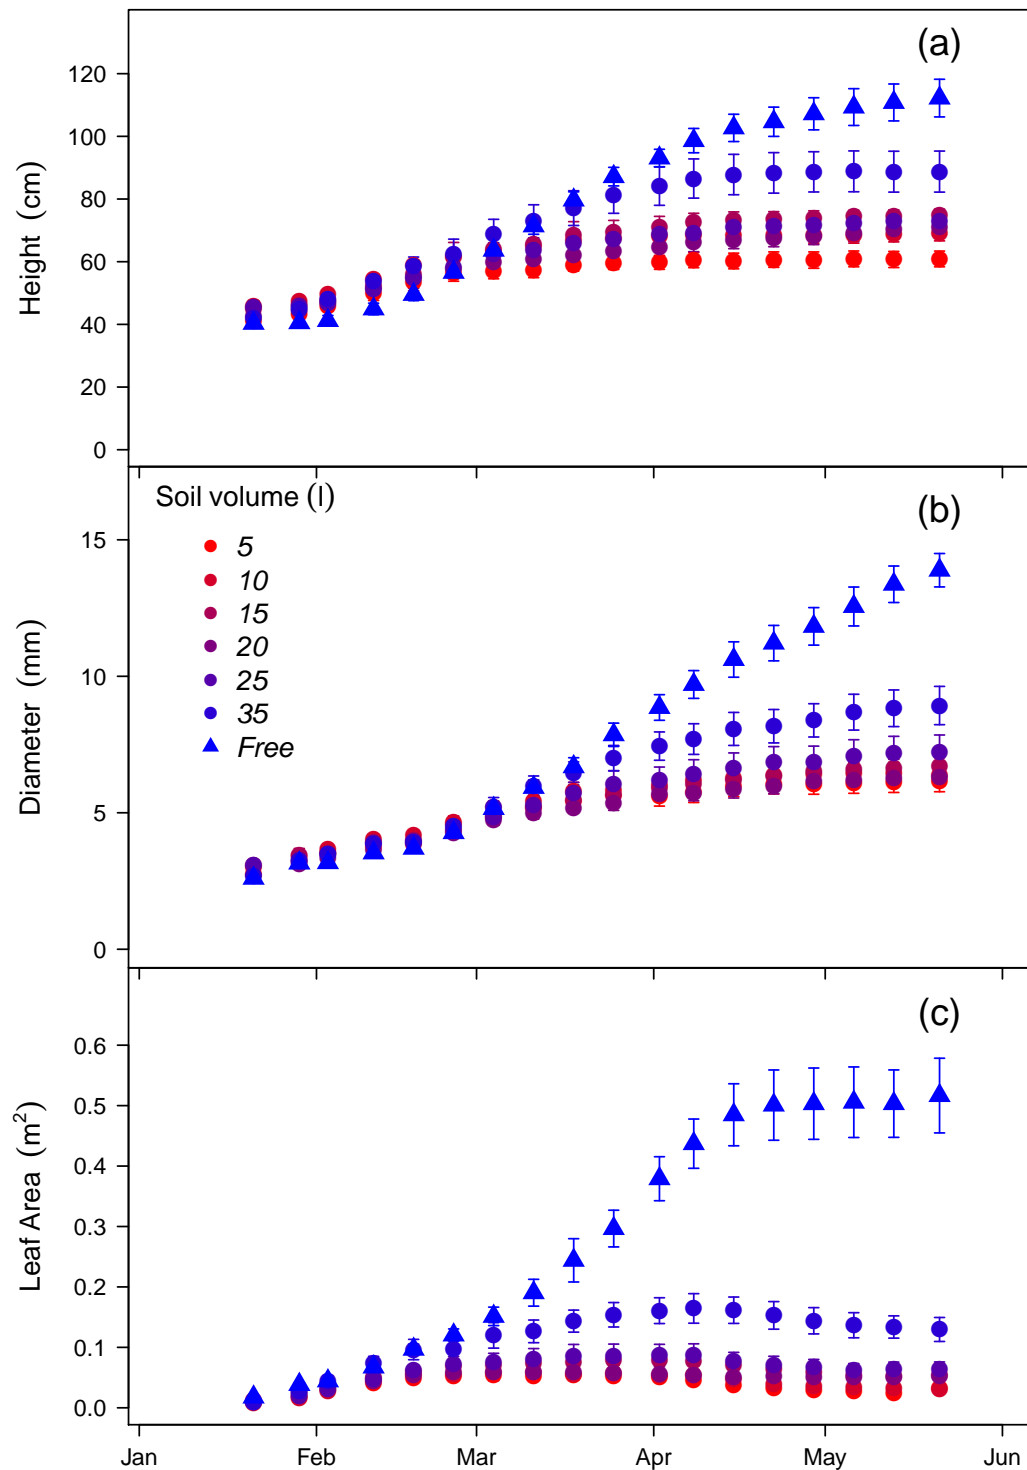 (a)
120
100
80
60
40
20
0
Height (cm)
Soil volume (l)
5
10
15
20
25
35
Free
(b)
15
10
5
0
Diameter (mm)
(c)
0.6
0.5
0.4
0.3
0.2
0.1
0.0
Leaf Area (m²)
Jan Feb Mar Apr May Jun